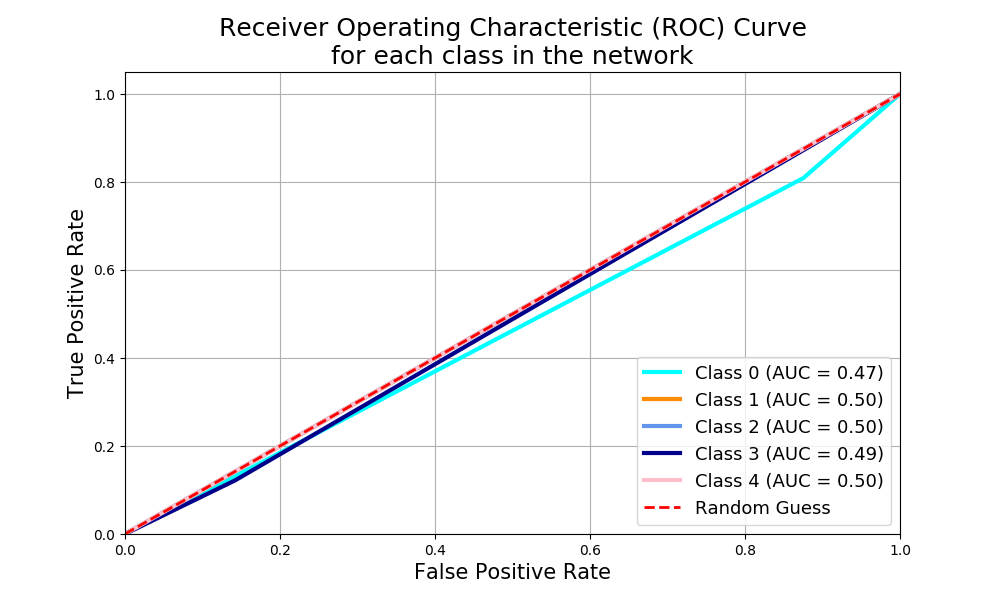 Receiver Operating Characteristic (ROC) Curve
for each class in the network
True Positive Rate
1.0
0.8
0.6
0.4
0.2
0.0
0.0 0.2 0.4 0.6 0.8 1.0
False Positive Rate
Class 0 (AUC = 0.47)
Class 1 (AUC = 0.50)
Class 2 (AUC = 0.50)
Class 3 (AUC = 0.49)
Class 4 (AUC = 0.50)
Random Guess